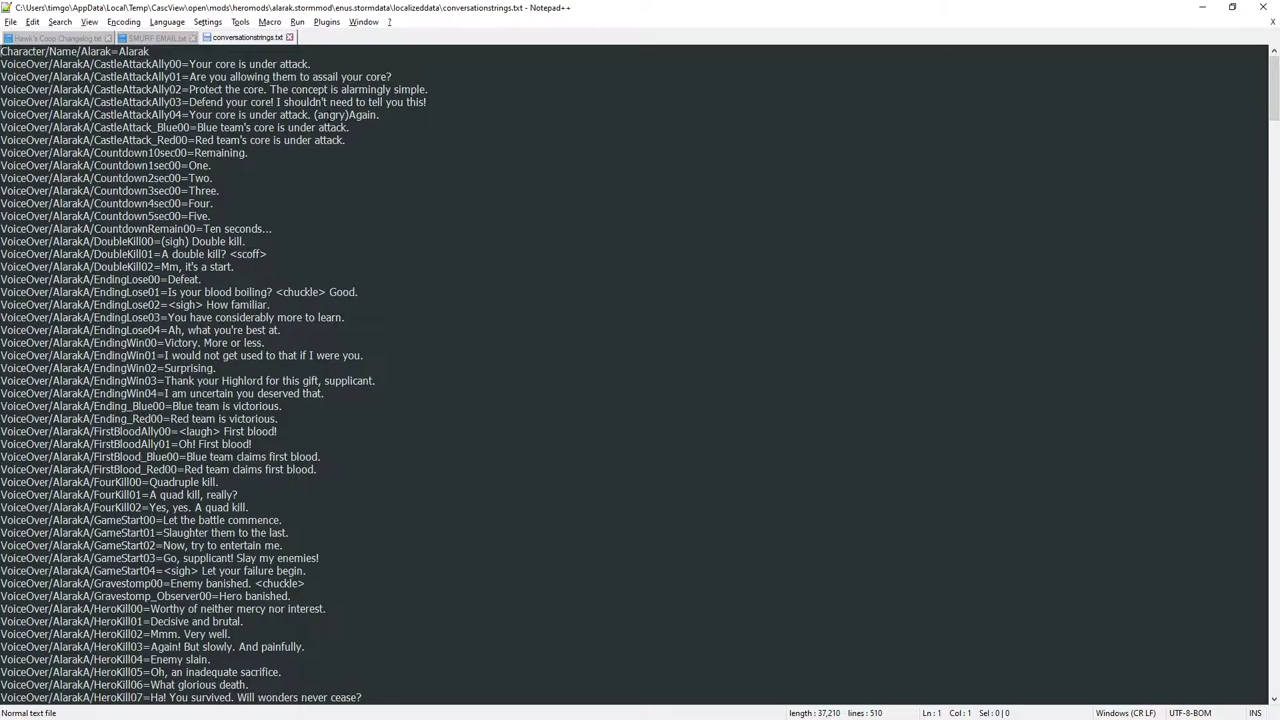 C:\Users\timgo\AppData\Local\Temp\CascView\open\mods\heromods\alarak.stormmod\enus.stormdata\localizeddata\conversationstrings.txt - Notepad++
File Edit Search View Encoding Language Settings Tools Macro Run Plugins Window ?
Hawk's Coop Changelog.txt SMURF EMAIL.txt conversationstrings.txt
Character/Name/Alarak=Alarak
VoiceOver/AlarakA/CastleAttackAlly00=Your core is under attack.
VoiceOver/AlarakA/CastleAttackAlly01=Are you allowing them to assail your core?
VoiceOver/AlarakA/CastleAttackAlly02=Protect the core. The concept is alarmingly simple.
VoiceOver/AlarakA/CastleAttackAlly03=Defend your core! I shouldn't need to tell you this!
VoiceOver/AlarakA/CastleAttackAlly04=Your core is under attack. (angry)Again.
VoiceOver/AlarakA/CastleAttack_Blue00=Blue team's core is under attack.
VoiceOver/AlarakA/CastleAttack_Red00=Red team's core is under attack.
VoiceOver/AlarakA/Countdown10sec00=Remaining.
VoiceOver/AlarakA/Countdown1sec00=One.
VoiceOver/AlarakA/Countdown2sec00=Two.
VoiceOver/AlarakA/Countdown3sec00=Three.
VoiceOver/AlarakA/Countdown4sec00=Four.
VoiceOver/AlarakA/Countdown5sec00=Five.
VoiceOver/AlarakA/CountdownRemain00=Ten seconds...
VoiceOver/AlarakA/DoubleKill00=(sigh) Double kill.
VoiceOver/AlarakA/DoubleKill01=A double kill? <scoff>
VoiceOver/AlarakA/DoubleKill02=Mm, it's a start.
VoiceOver/AlarakA/EndingLose00=Defeat.
VoiceOver/AlarakA/EndingLose01=Is your blood boiling? <chuckle> Good.
VoiceOver/AlarakA/EndingLose02=<sigh> How familiar.
VoiceOver/AlarakA/EndingLose03=You have considerably more to learn.
VoiceOver/AlarakA/EndingLose04=Ah, what you're best at.
VoiceOver/AlarakA/EndingWin00=Victory. More or less.
VoiceOver/AlarakA/EndingWin01=I would not get used to that if I were you.
VoiceOver/AlarakA/EndingWin02=Surprising.
VoiceOver/AlarakA/EndingWin03=Thank your Highlord for this gift, supplicant.
VoiceOver/AlarakA/EndingWin04=I am uncertain you deserved that.
VoiceOver/AlarakA/Ending_Blue00=Blue team is victorious.
VoiceOver/AlarakA/Ending_Red00=Red team is victorious.
VoiceOver/AlarakA/FirstBloodAlly00=<laugh> First blood!
VoiceOver/AlarakA/FirstBloodAlly01=Oh! First blood!
VoiceOver/AlarakA/FirstBlood_Blue00=Blue team claims first blood.
VoiceOver/AlarakA/FirstBlood_Red00=Red team claims first blood.
VoiceOver/AlarakA/FourKill00=Quadruple kill.
VoiceOver/AlarakA/FourKill01=A quad kill, really?
VoiceOver/AlarakA/FourKill02=Yes, yes. A quad kill.
VoiceOver/AlarakA/GameStart00=Let the battle commence.
VoiceOver/AlarakA/GameStart01=Slaughter them to the last.
VoiceOver/AlarakA/GameStart02=Now, try to entertain me.
VoiceOver/AlarakA/GameStart03=Go, supplicant! Slay my enemies!
VoiceOver/AlarakA/GameStart04=<sigh> Let your failure begin.
VoiceOver/AlarakA/Gravestomp00=Enemy banished. <chuckle>
VoiceOver/AlarakA/Gravestomp_Observer00=Hero banished.
VoiceOver/AlarakA/HeroKill00=Worthy of neither mercy nor interest.
VoiceOver/AlarakA/HeroKill01=Decisive and brutal.
VoiceOver/AlarakA/HeroKill02=Mmm. Very well.
VoiceOver/AlarakA/HeroKill03=Again! But slowly. And painfully.
VoiceOver/AlarakA/HeroKill04=Enemy slain.
VoiceOver/AlarakA/HeroKill05=Oh, an inadequate sacrifice.
VoiceOver/AlarakA/HeroKill06=What glorious death.
VoiceOver/AlarakA/HeroKill07=Ha! You survived. Will wonders never cease?
Normal text file length : 37,210 lines : 510 Ln : 1 Col : 1 Sel : 0 | 0 Windows (CR LF) UTF-8-BOM INS